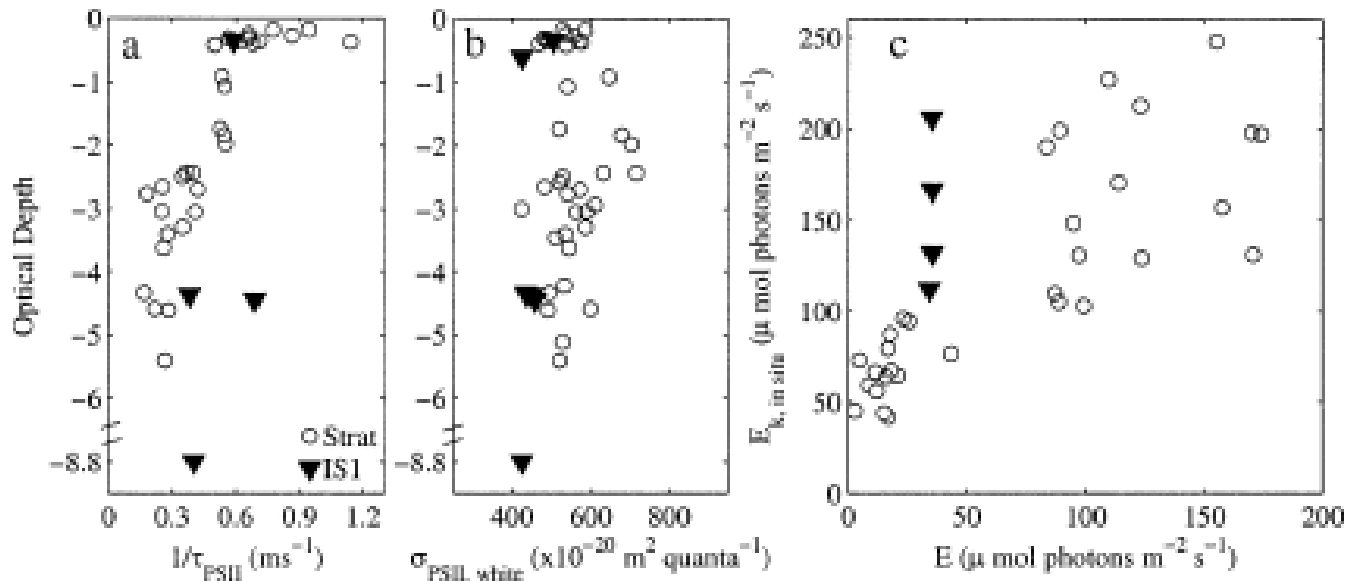 a
b
c
Optical Depth
0
−1
−2
−3
−4
−5
−6
−8.8
Strat
IS1
0 0.3 0.6 0.9 1.2
1/τPSII (ms−1)
0
−1
−2
−3
−4
−5
−6
−8.8
400 600 800
σPSII, white (x10−20 m2 quanta−1)
Ek, in situ (μ mol photons m−2 s−1)
250
200
150
100
50
0
0 50 100 150 200
E (μ mol photons m−2 s−1)